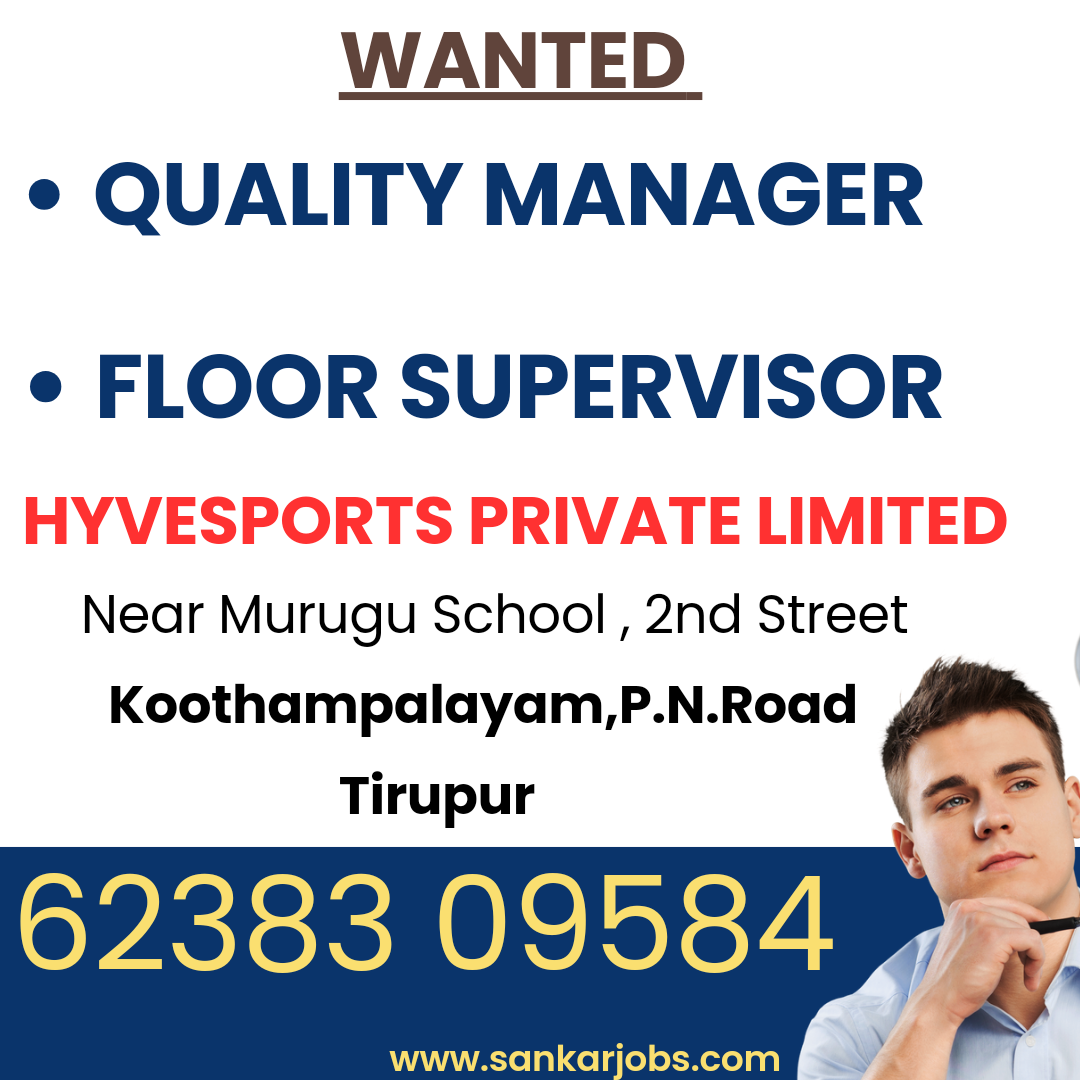 WANTED
• QUALITY MANAGER
• FLOOR SUPERVISOR
HYVESPORTS PRIVATE LIMITED
Near Murugu School , 2nd Street
Koothampalayam,P.N.Road
Tirupur
62383 09584
www.sankarjobs.com